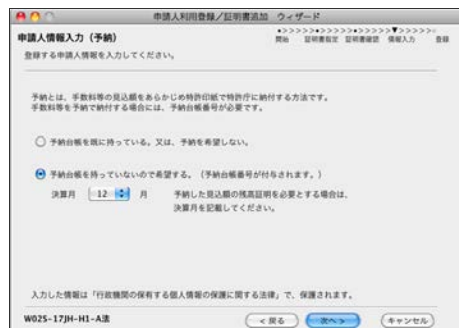 申請人利用登録/証明書追加 ウィザード
申請人情報入力（予納）
•>>>>>•>>>>>•>>>>>▼>>>>>○
開始 証明書指定 証明書確認 情報入力 登録
登録する申請人情報を入力してください。
予納とは、手数料等の見込額をあらかじめ特許印紙で特許庁に納付する方法です。
手数料等を予納で納付する場合には、予納台帳番号が必要です。
予納台帳を既に持っている。又は、予納を希望しない。
予納台帳を持っていないので希望する。（予納台帳番号が付与されます。）
決算月 12 月 予納した見込額の残高証明を必要とする場合は、
決算月を記載してください。
入力した情報は「行政機関の保有する個人情報の保護に関する法律」で、保護されます。
W02S-17JH-H1-A法 < 戻る 次へ > キャンセル